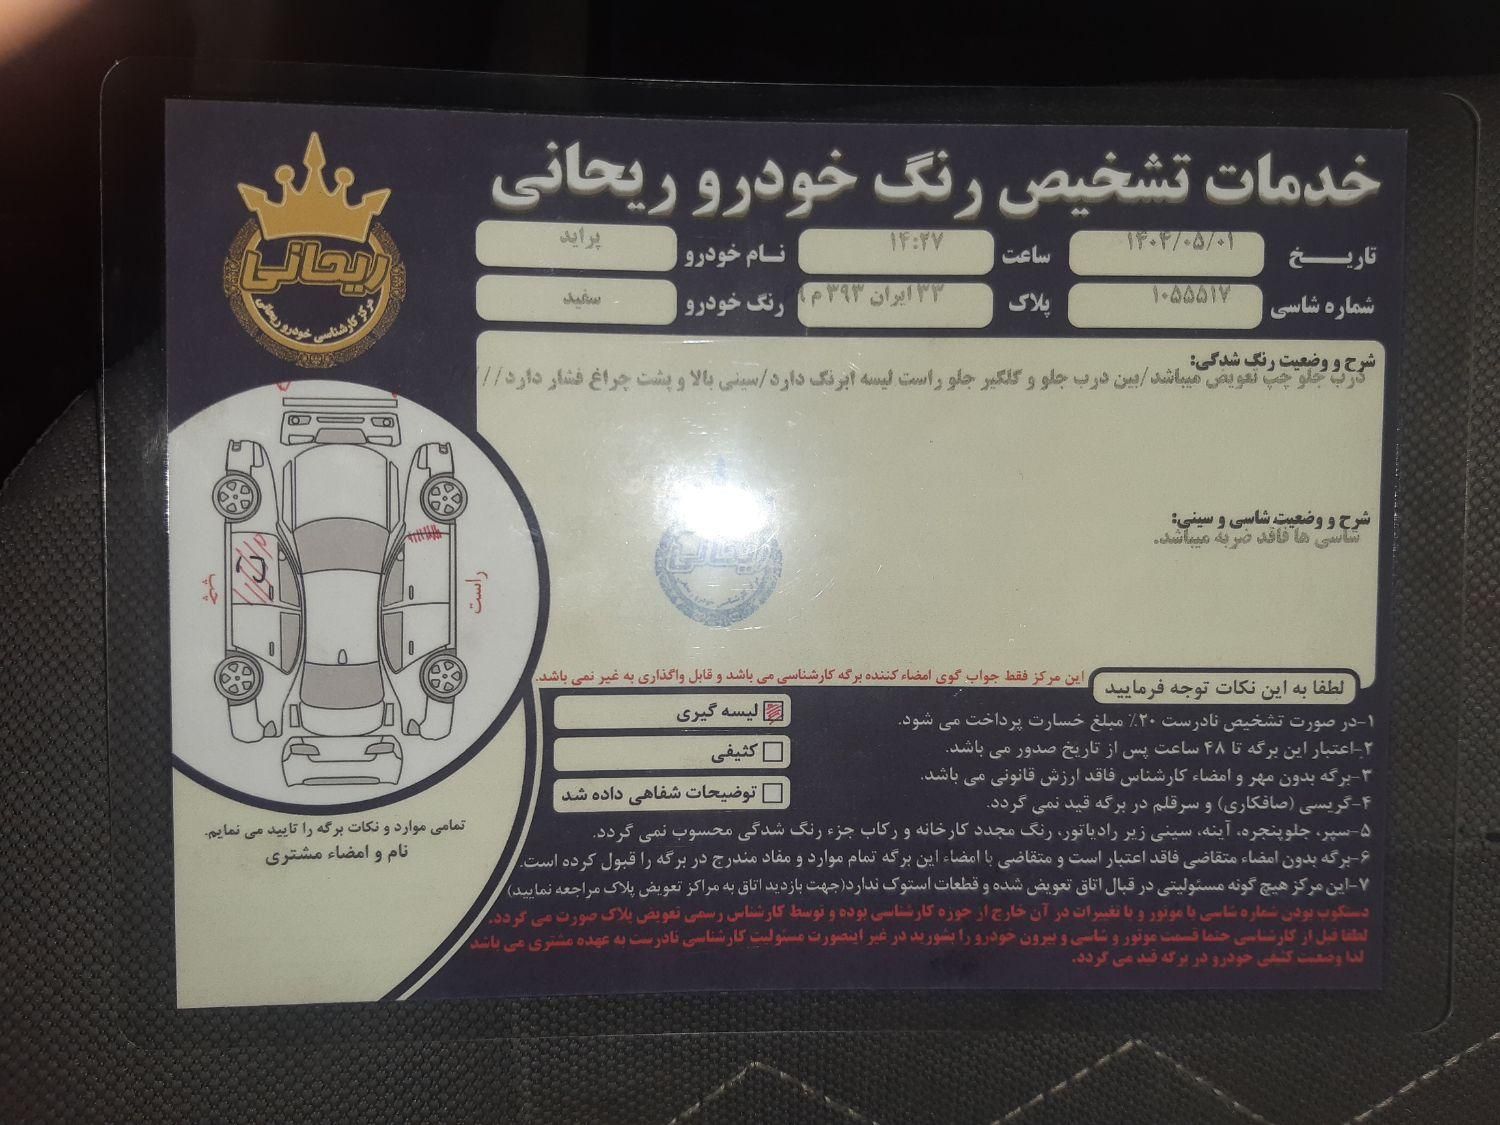 خدمات تشخیص رنگ خودرو ریحانی
ریحانی
مرکز کارشناسی خودرو ریحانی
تاریخ ۱۴۰۴/۰۵/۰۱ ساعت ۱۴:۲۷ نام خودرو پراید
شماره شاسی ۱۰۵۵۵۱۷ پلاک ۳۳ ایران ۳۹۳ م رنگ خودرو سفید
شرح و وضعیت رنگ شدگی:
درب جلو چپ تعویض میباشد/بین درب جلو و گلگیر جلو راست لیسه ابرنگ دارد/سینی بالا و پشت چراغ فشار دارد//
شرح و وضعیت شاسی و سینی:
شاسی ها فاقد ضربه میباشد.
ریحانی
راست
ت
لطفا به این نکات توجه فرمایید
این مرکز فقط جواب گوی امضاء کننده برگه کارشناسی می باشد و قابل واگذاری به غیر نمی باشد.
۱-در صورت تشخیص نادرست ۲۰٪ مبلغ خسارت پرداخت می شود.
۲-اعتبار این برگه تا ۴۸ ساعت پس از تاریخ صدور می باشد.
۳-برگه بدون مهر و امضاء کارشناس فاقد ارزش قانونی می باشد.
۴-گریسی (صافکاری) و سرقلم در برگه قید نمی گردد.
۵-سپر، جلوپنجره، آینه، سینی زیر رادیاتور، رنگ مجدد کارخانه و رکاب جزء رنگ شدگی محسوب نمی گردد.
۶-برگه بدون امضاء متقاضی فاقد اعتبار است و متقاضی با امضاء این برگه تمام موارد و مفاد مندرج در برگه را قبول کرده است.
۷-این مرکز هیچ گونه مسئولیتی در قبال اتاق تعویض شده و قطعات استوک ندارد(جهت بازدید اتاق به مراکز تعویض پلاک مراجعه نمایید)
دستکوب بودن شماره شاسی یا موتور و یا تغییرات در آن خارج از حوزه کارشناسی بوده و توسط کارشناس رسمی تعویض پلاک صورت می گردد.
لطفا قبل از کارشناسی حتما قسمت موتور و شاسی و بیرون خودرو را بشورید در غیر اینصورت مسئولیت کارشناسی نادرست به عهده مشتری می باشد
لذا وضعیت کثیفی خودرو در برگه قید می گردد.
لیسه گیری
کثیفی
توضیحات شفاهی داده شد
تمامی موارد و نکات برگه را تایید می نمایم.
نام و امضاء مشتری